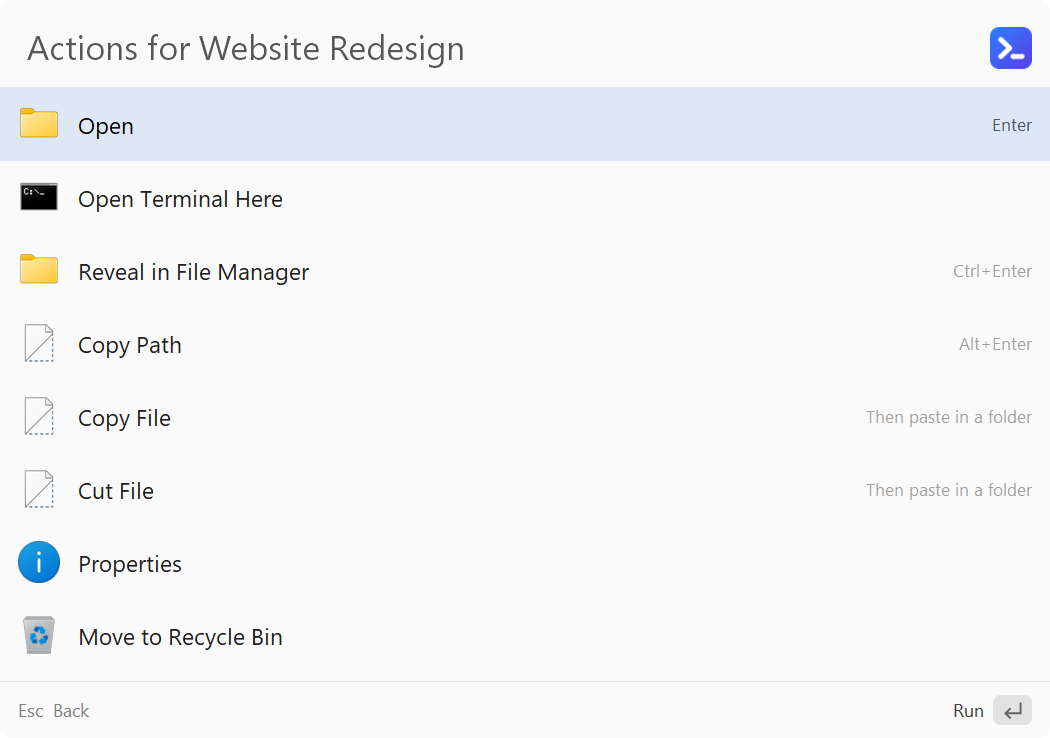 Actions for Website Redesign
Open Enter
C:\_
Open Terminal Here
Reveal in File Manager Ctrl+Enter
Copy Path Alt+Enter
Copy File Then paste in a folder
Cut File Then paste in a folder
Properties
Move to Recycle Bin
Esc Back Run